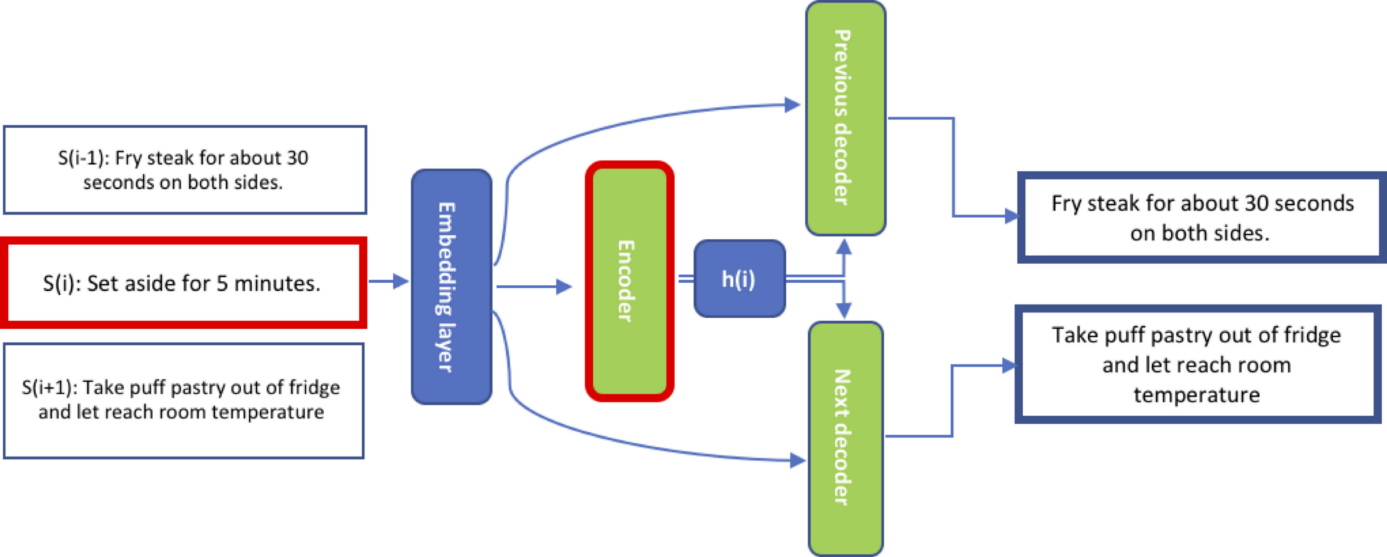 S(i-1): Fry steak for about 30
seconds on both sides.
S(i): Set aside for 5 minutes.
S(i+1): Take puff pastry out of fridge
and let reach room temperature
Embedding layer
Encoder
h(i)
Previous decoder
Next decoder
Fry steak for about 30 seconds
on both sides.
Take puff pastry out of fridge
and let reach room
temperature